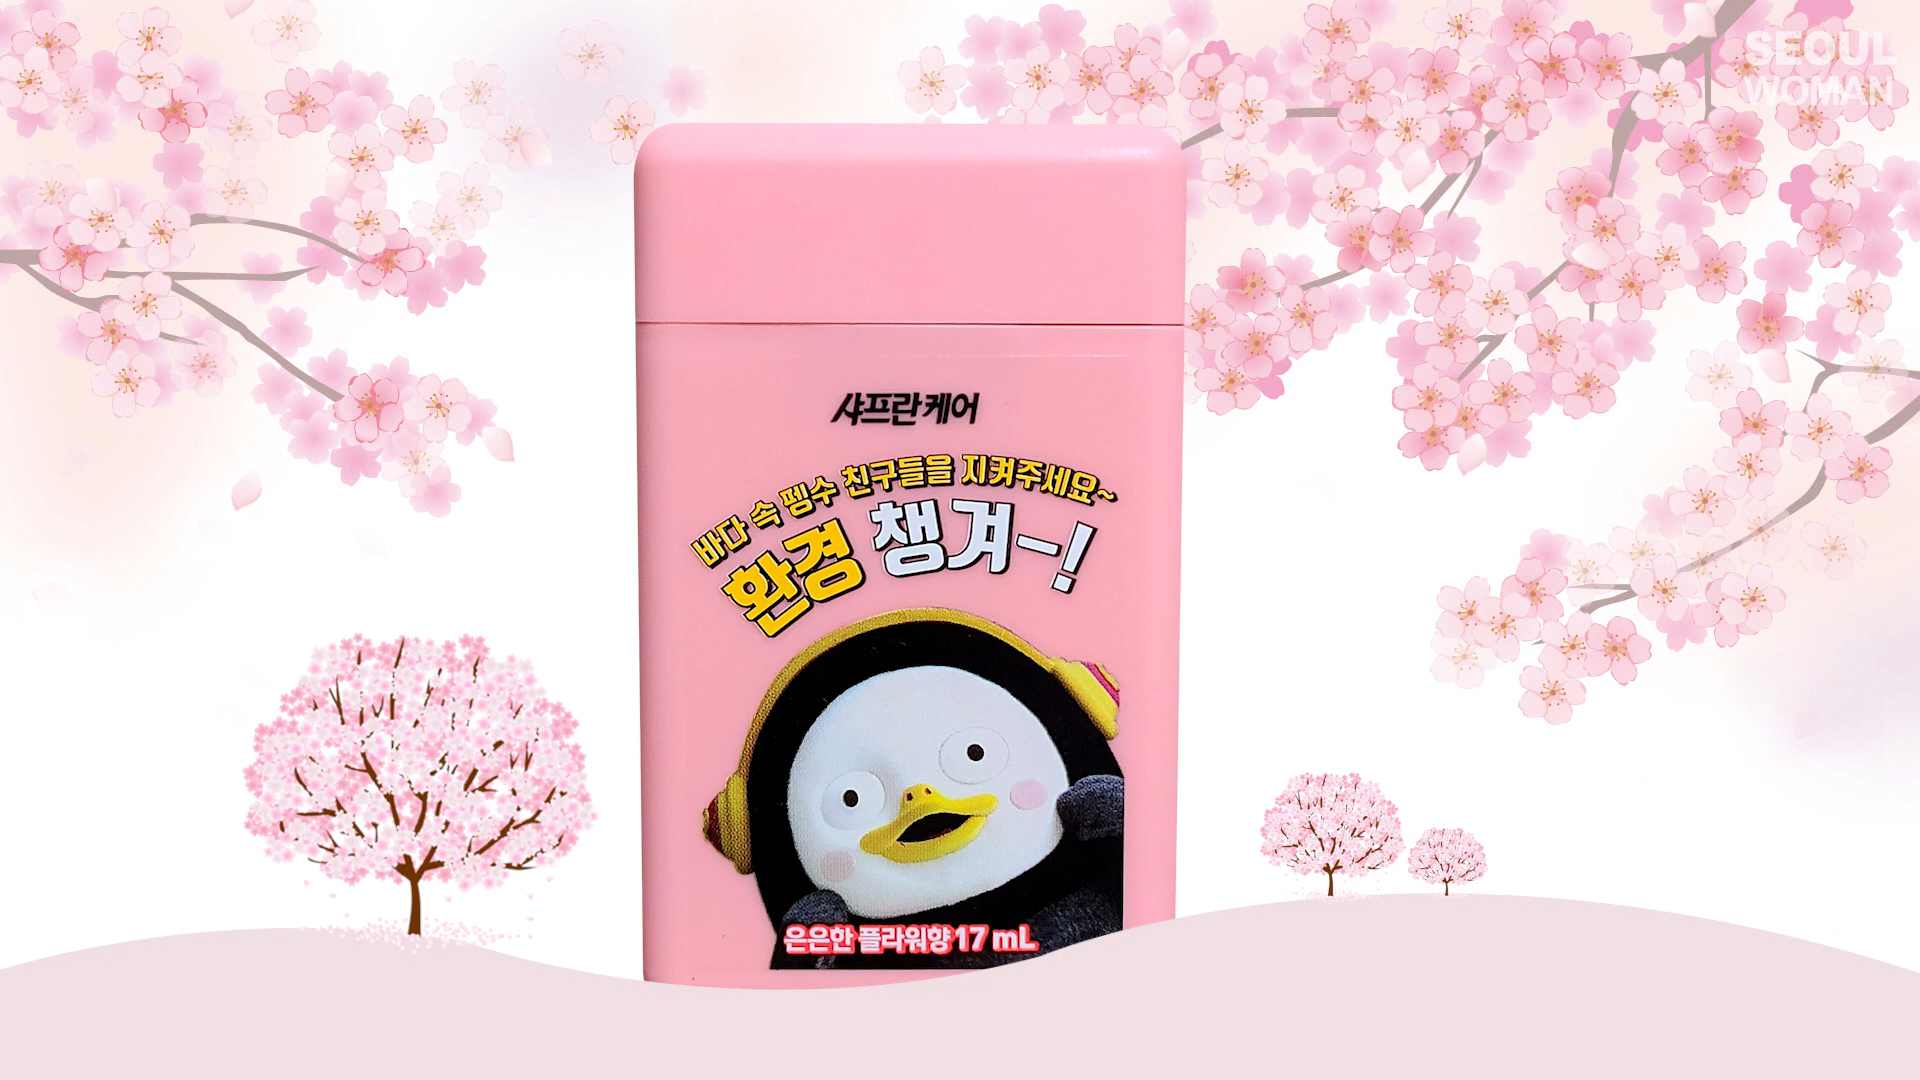 SEOUL
WOMAN
샤프란케어
바다 속 펭수 친구들을 지켜주세요~
환경 챙겨-!
은은한 플라워향 17 mL